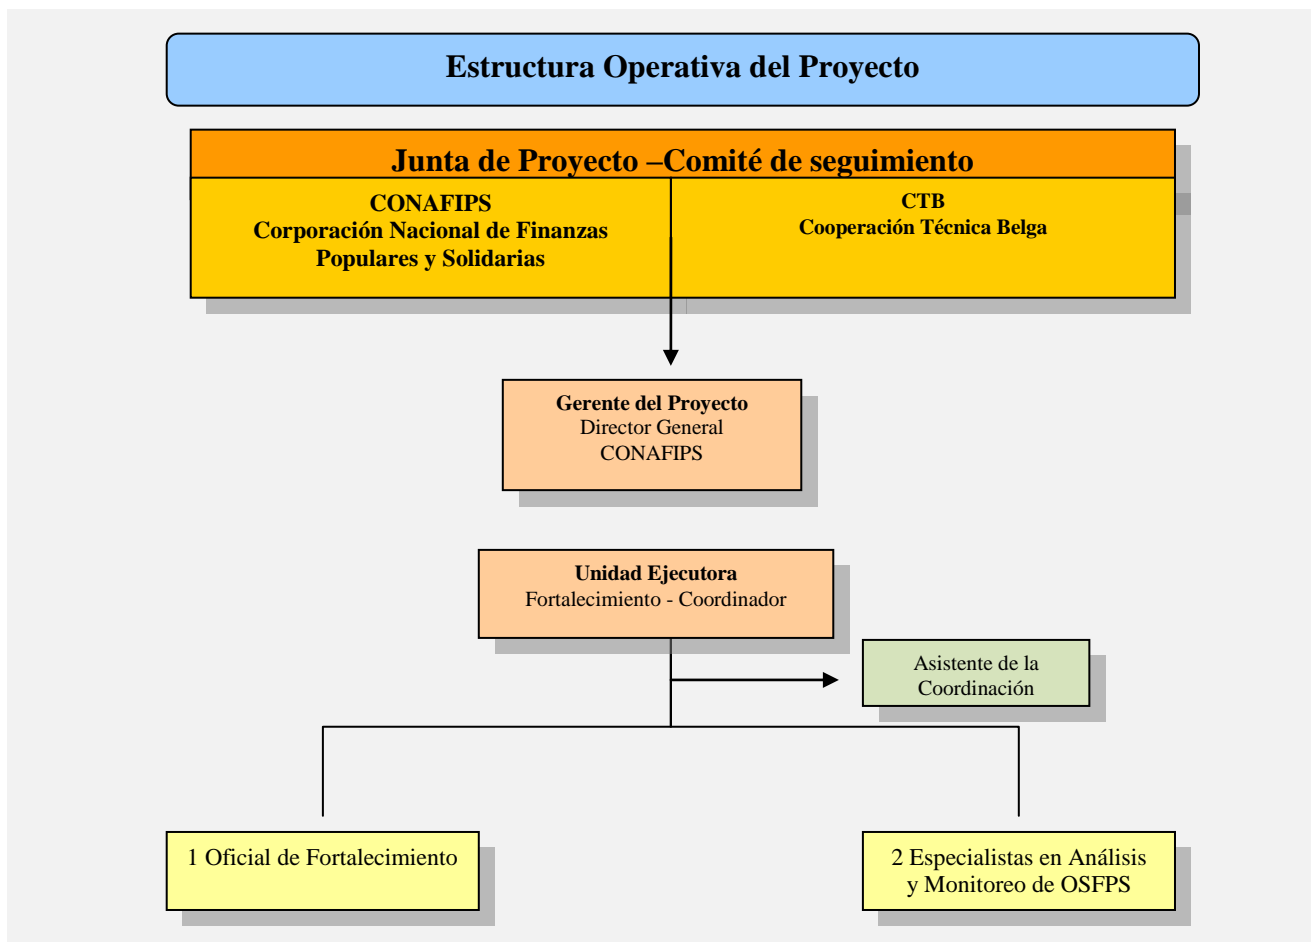 Estructura Operativa del Proyecto
Junta de Proyecto –Comité de seguimiento
CONAFIPS
Corporación Nacional de Finanzas
Populares y Solidarias
CTB
Cooperación Técnica Belga
Gerente del Proyecto
Director General
CONAFIPS
Unidad Ejecutora
Fortalecimiento - Coordinador
Asistente de la
Coordinación
1 Oficial de Fortalecimiento
2 Especialistas en Análisis
y Monitoreo de OSFPS